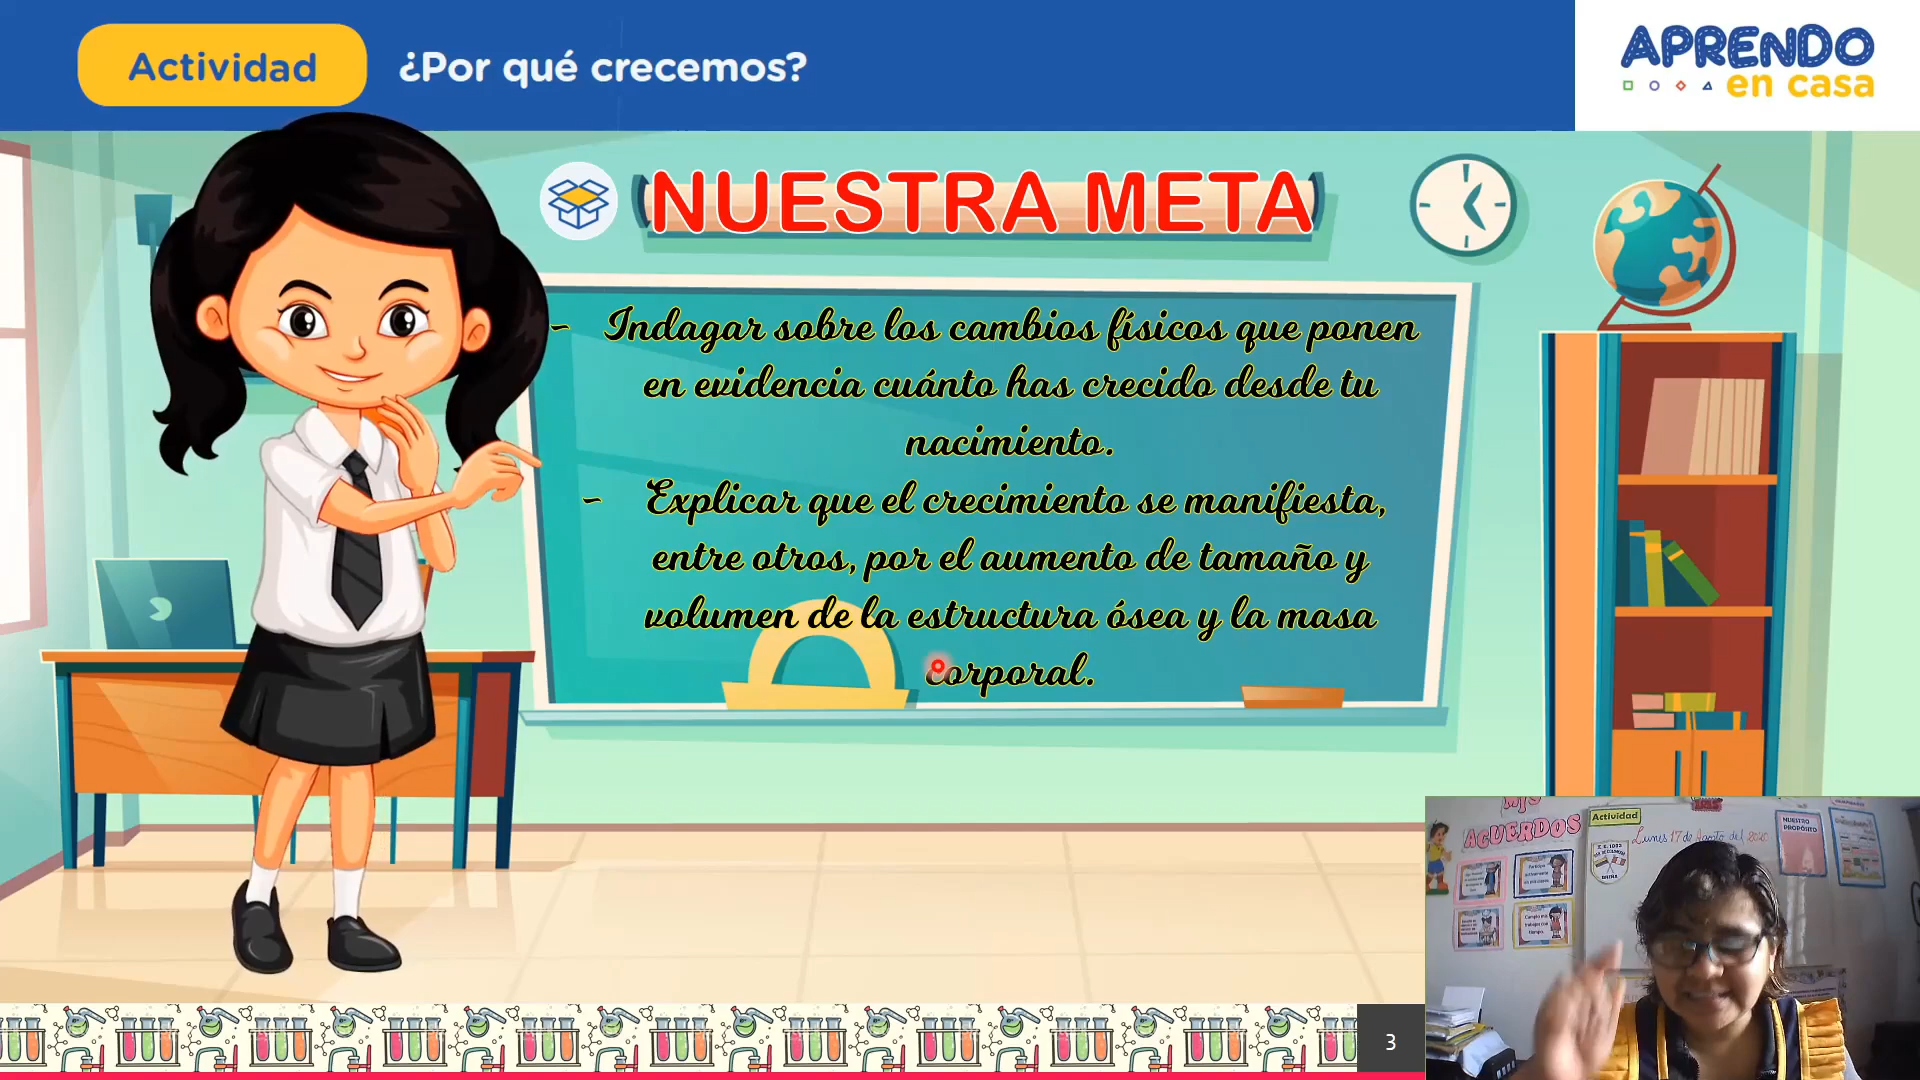 Actividad
¿Por qué crecemos?
APRENDO
en casa
NUESTRA META
- Indagar sobre los cambios físicos que ponen
en evidencia cuánto has crecido desde tu
nacimiento.
- Explicar que el crecimiento se manifiesta,
entre otros, por el aumento de tamaño y
volumen de la estructura ósea y la masa
corporal.
3
MIS
ACUERDOS
Actividad
Lunes 17 de Agosto del 2020
NUESTRO
PROPÓSITO